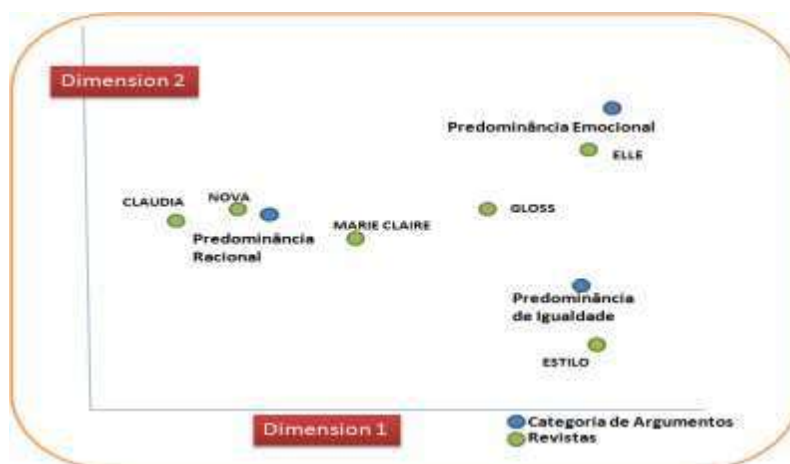 Dimension 2
Predominância Emocional
ELLE
CLAUDIA
NOVA
GLOSS
MARIE CLAIRE
Predominância
Racional
Predominância
de Igualdade
ESTILO
Dimension 1
Categoria de Argumentos
Revistas